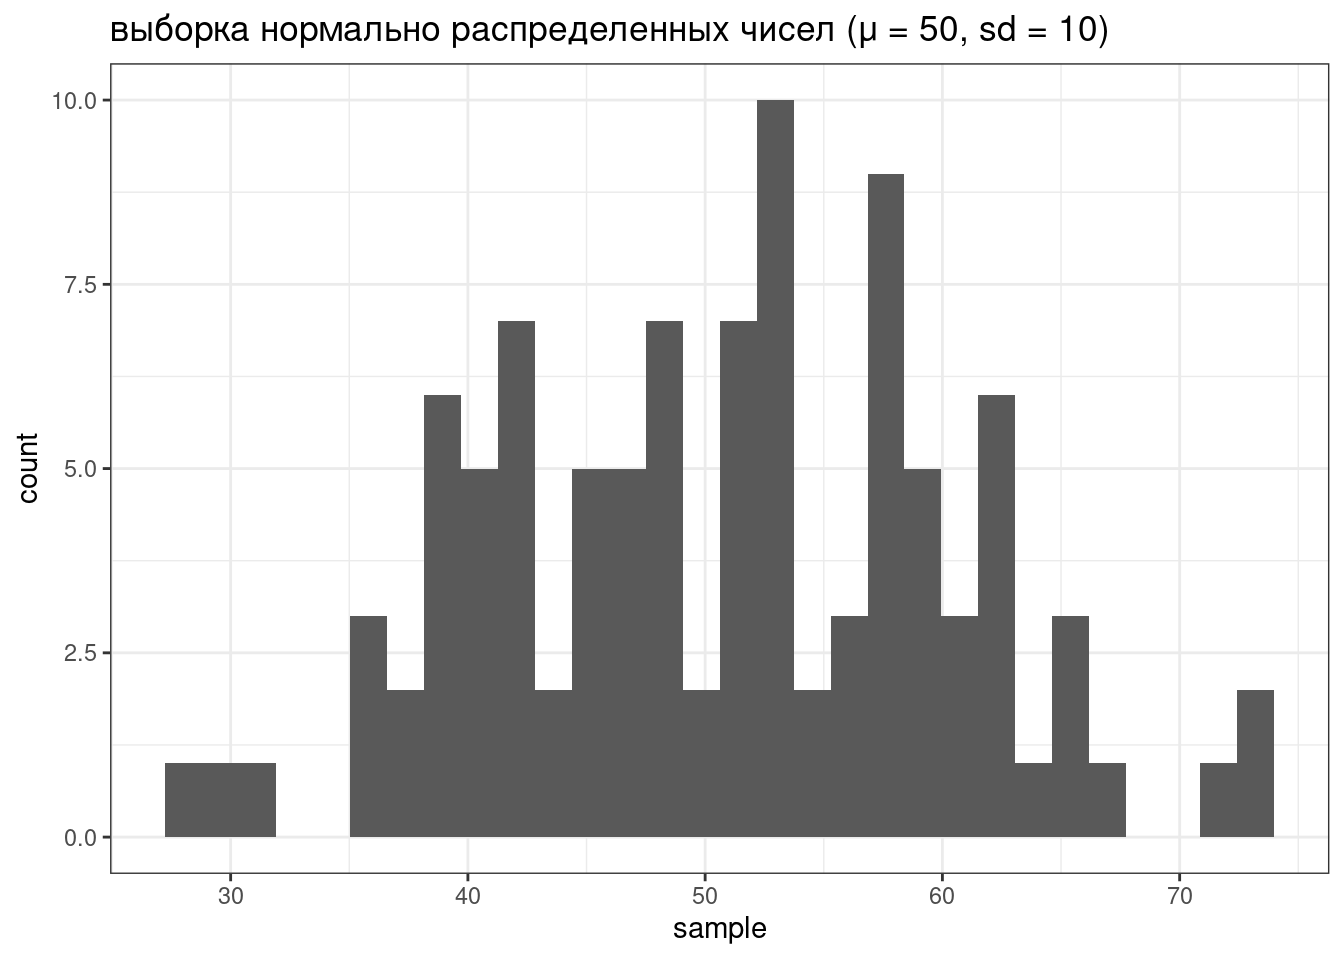 выборка нормально распределенных чисел (μ = 50, sd = 10)
10.0
7.5
5.0
2.5
0.0
count
30 40 50 60 70
sample